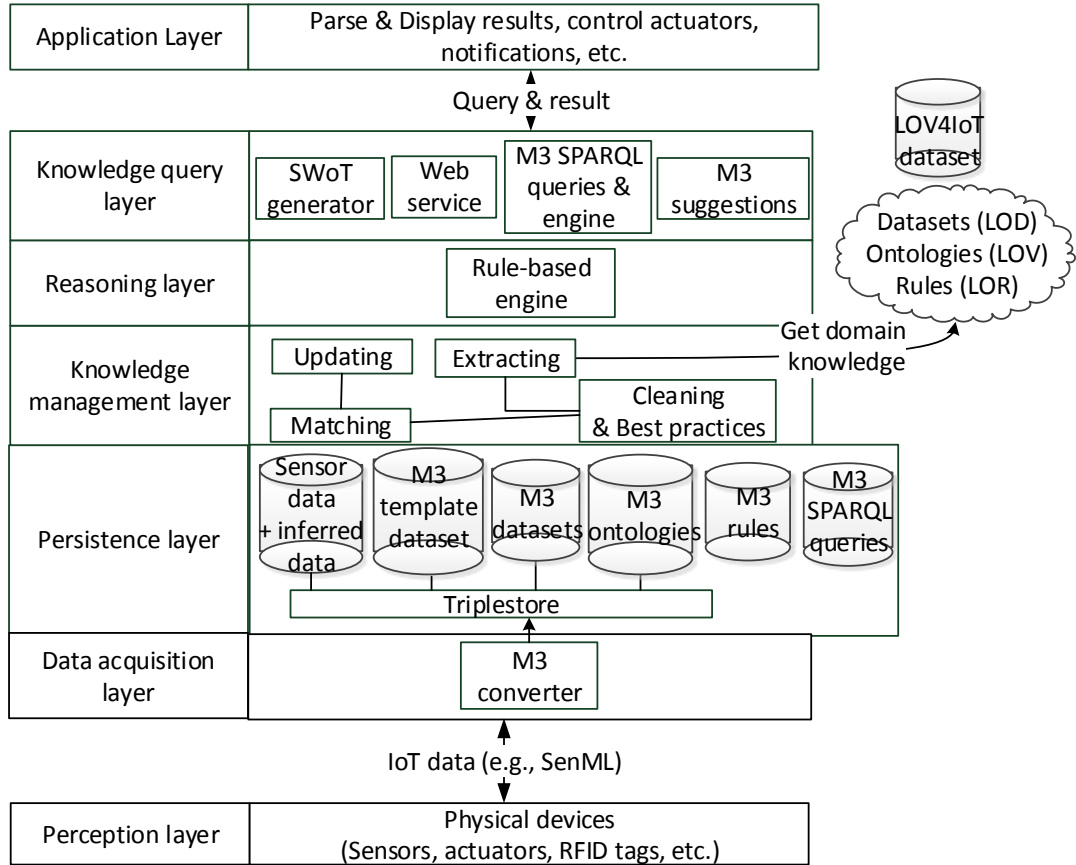 Application Layer
Parse & Display results, control actuators,
notifications, etc.
Query & result
LOV4IoT
dataset
Knowledge query
layer
SWoT
generator
Web
service
M3 SPARQL
queries &
engine
M3
suggestions
Datasets (LOD)
Ontologies (LOV)
Rules (LOR)
Reasoning layer
Rule-based
engine
Get domain
knowledge
Knowledge
management layer
Updating
Extracting
Matching
Cleaning
& Best practices
Persistence layer
Sensor
data
+ inferred
data
M3
template
dataset
M3
datasets
M3
ontologies
M3
rules
M3
SPARQL
queries
Triplestore
Data acquisition
layer
M3
converter
IoT data (e.g., SenML)
Perception layer
Physical devices
(Sensors, actuators, RFID tags, etc.)